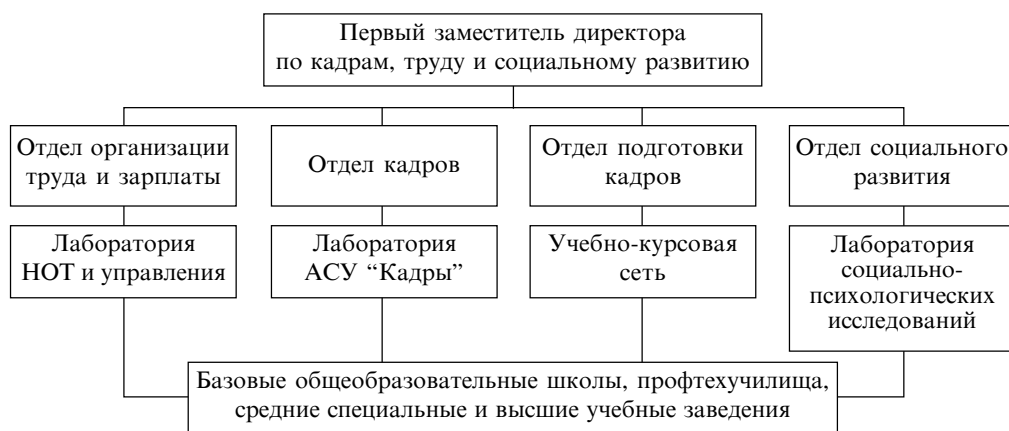 Первый заместитель директора
по кадрам, труду и социальному развитию
Отдел организации
труда и зарплаты
Отдел кадров
Отдел подготовки
кадров
Отдел социального
развития
Лаборатория
НОТ и управления
Лаборатория
АСУ “Кадры”
Учебно-курсовая
сеть
Лаборатория
социально-
психологических
исследований
Базовые общеобразовательные школы, профтехучилища,
средние специальные и высшие учебные заведения